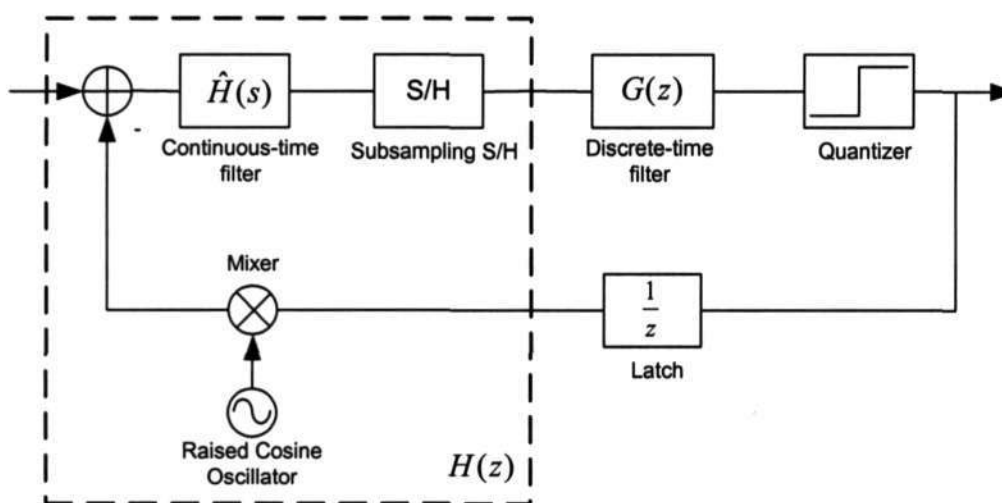 Ĥ(s)
S/H
G(z)
Continuous-time
filter
Subsampling S/H
Discrete-time
filter
Quantizer
-
Mixer
1
z
Latch
Raised Cosine
Oscillator
H(z)